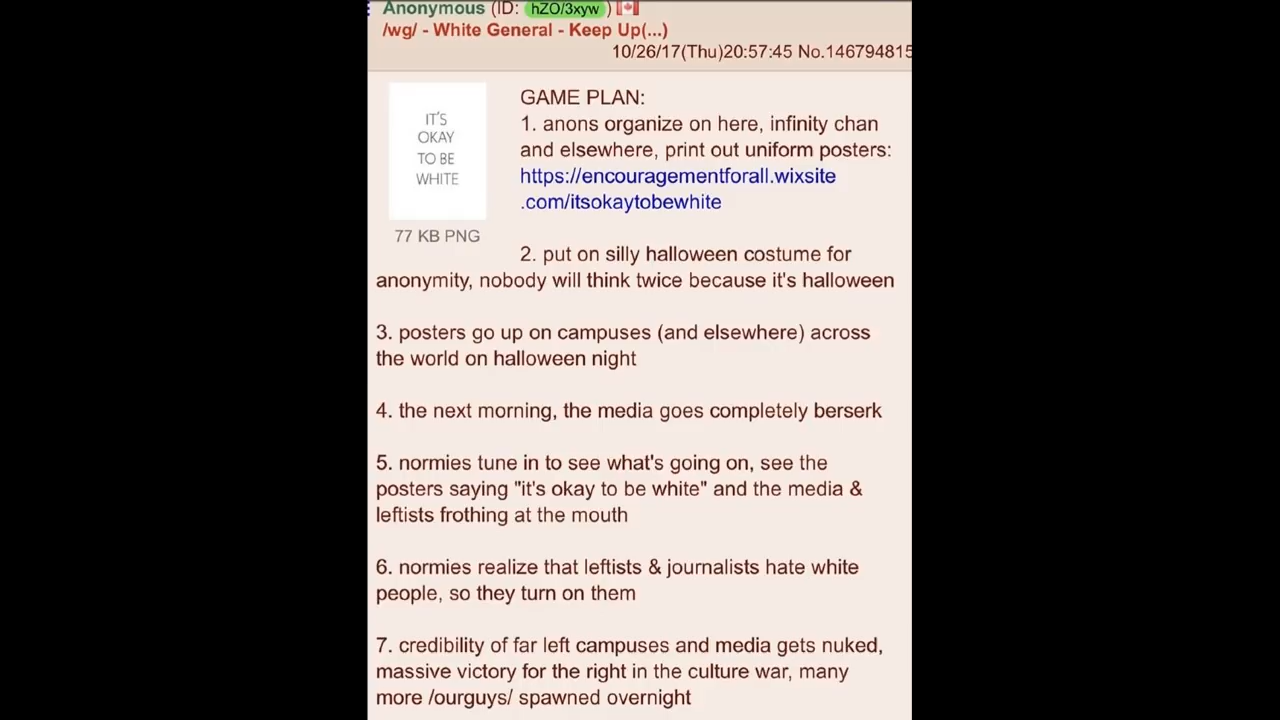 Anonymous (ID: hZO/3xyw)
/wg/ - White General - Keep Up(...)
10/26/17(Thu)20:57:45 No.146794815
IT'S
OKAY
TO BE
WHITE
77 KB PNG
GAME PLAN:
1. anons organize on here, infinity chan
and elsewhere, print out uniform posters:
https://encouragementforall.wixsite
.com/itsokaytobewhite
2. put on silly halloween costume for
anonymity, nobody will think twice because it's halloween
3. posters go up on campuses (and elsewhere) across
the world on halloween night
4. the next morning, the media goes completely berserk
5. normies tune in to see what's going on, see the
posters saying "it's okay to be white" and the media &
leftists frothing at the mouth
6. normies realize that leftists & journalists hate white
people, so they turn on them
7. credibility of far left campuses and media gets nuked,
massive victory for the right in the culture war, many
more /ourguys/ spawned overnight